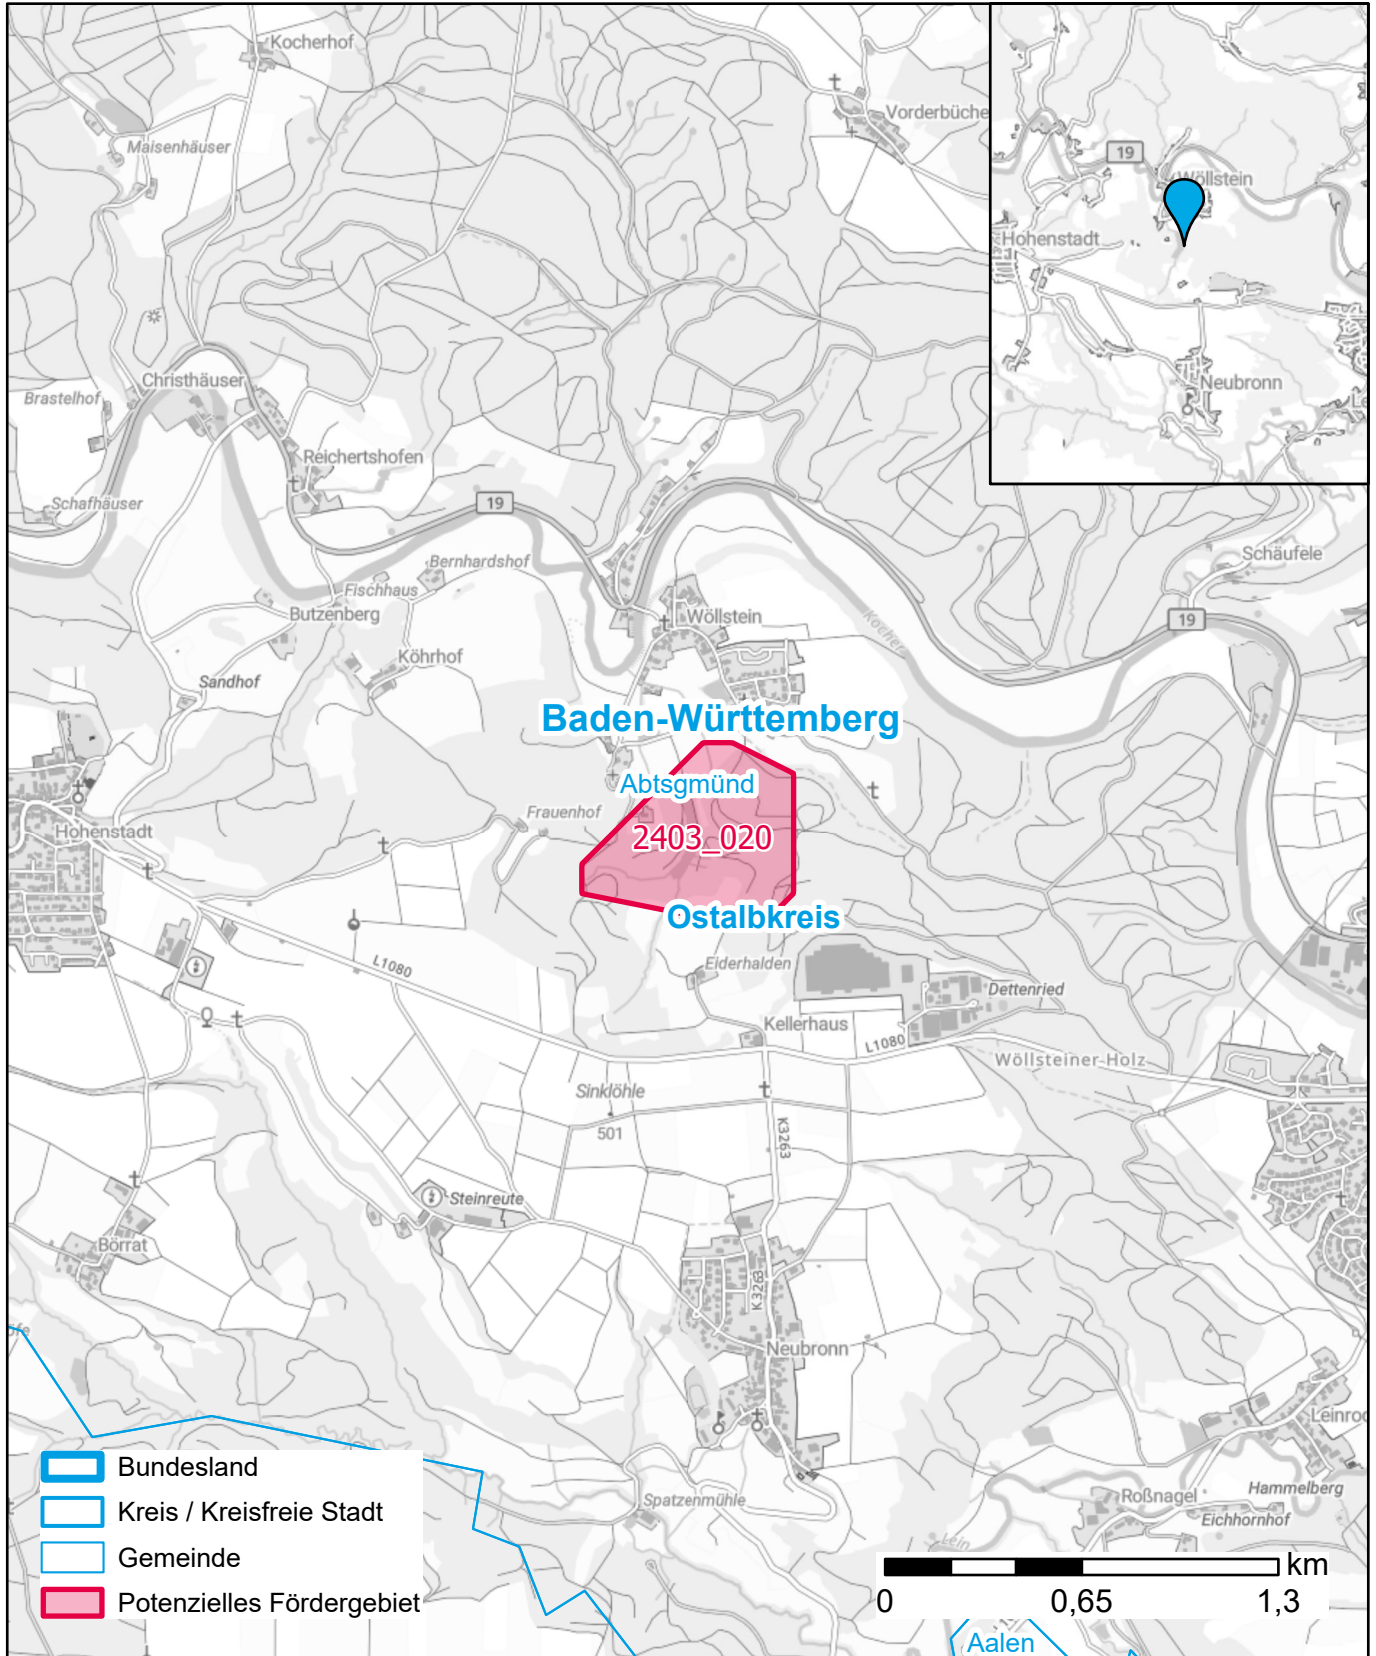 Kocherhof
Vorderbüche
Maisenhäuser
19
Wöllstein
Hohenstadt
Neubronn
Christhäuser
Brastelhof
Reichertshofen
Schafhäuser
19
Bernhardshof
Schäufele
Fischhaus
Butzenberg
Wöllstein
Kocher
19
Köhrhof
Sandhof
Baden-Württemberg
Abtsgmünd
Frauenhof
2403_020
Hohenstadt
Ostalbkreis
L1080
Eiderhalden
Dettenried
Kellerhaus
L1080
Wöllsteiner Holz
Sinklöhle
501
K3263
Steinreute
Börrat
K3263
Neubronn
Leinroc
Bundesland
Kreis / Kreisfreie Stadt
Gemeinde
Potenzielles Fördergebiet
Spatzenmühle
Roßnagel
Hammelberg
Eichhornhof
Lein
km
0 0,65 1,3
Aalen